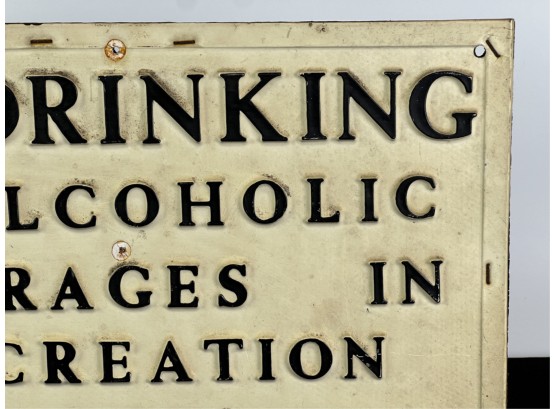 DRINKING
LCOHOLIC
RAGES IN
CREATION